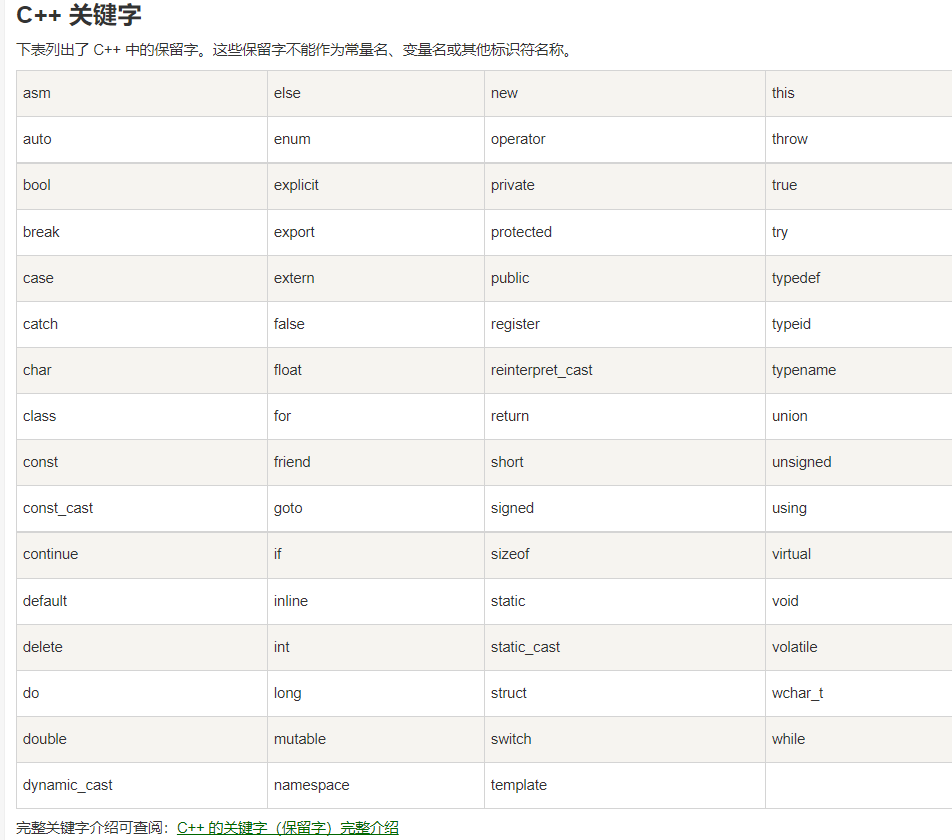 C++ 关键字
下表列出了 C++ 中的保留字。这些保留字不能作为常量名、变量名或其他标识符名称。
asm else new this
auto enum operator throw
bool explicit private true
break export protected try
case extern public typedef
catch false register typeid
char float reinterpret_cast typename
class for return union
const friend short unsigned
const_cast goto signed using
continue if sizeof virtual
default inline static void
delete int static_cast volatile
do long struct wchar_t
double mutable switch while
dynamic_cast namespace template
完整关键字介绍可查阅：C++ 的关键字（保留字）完整介绍